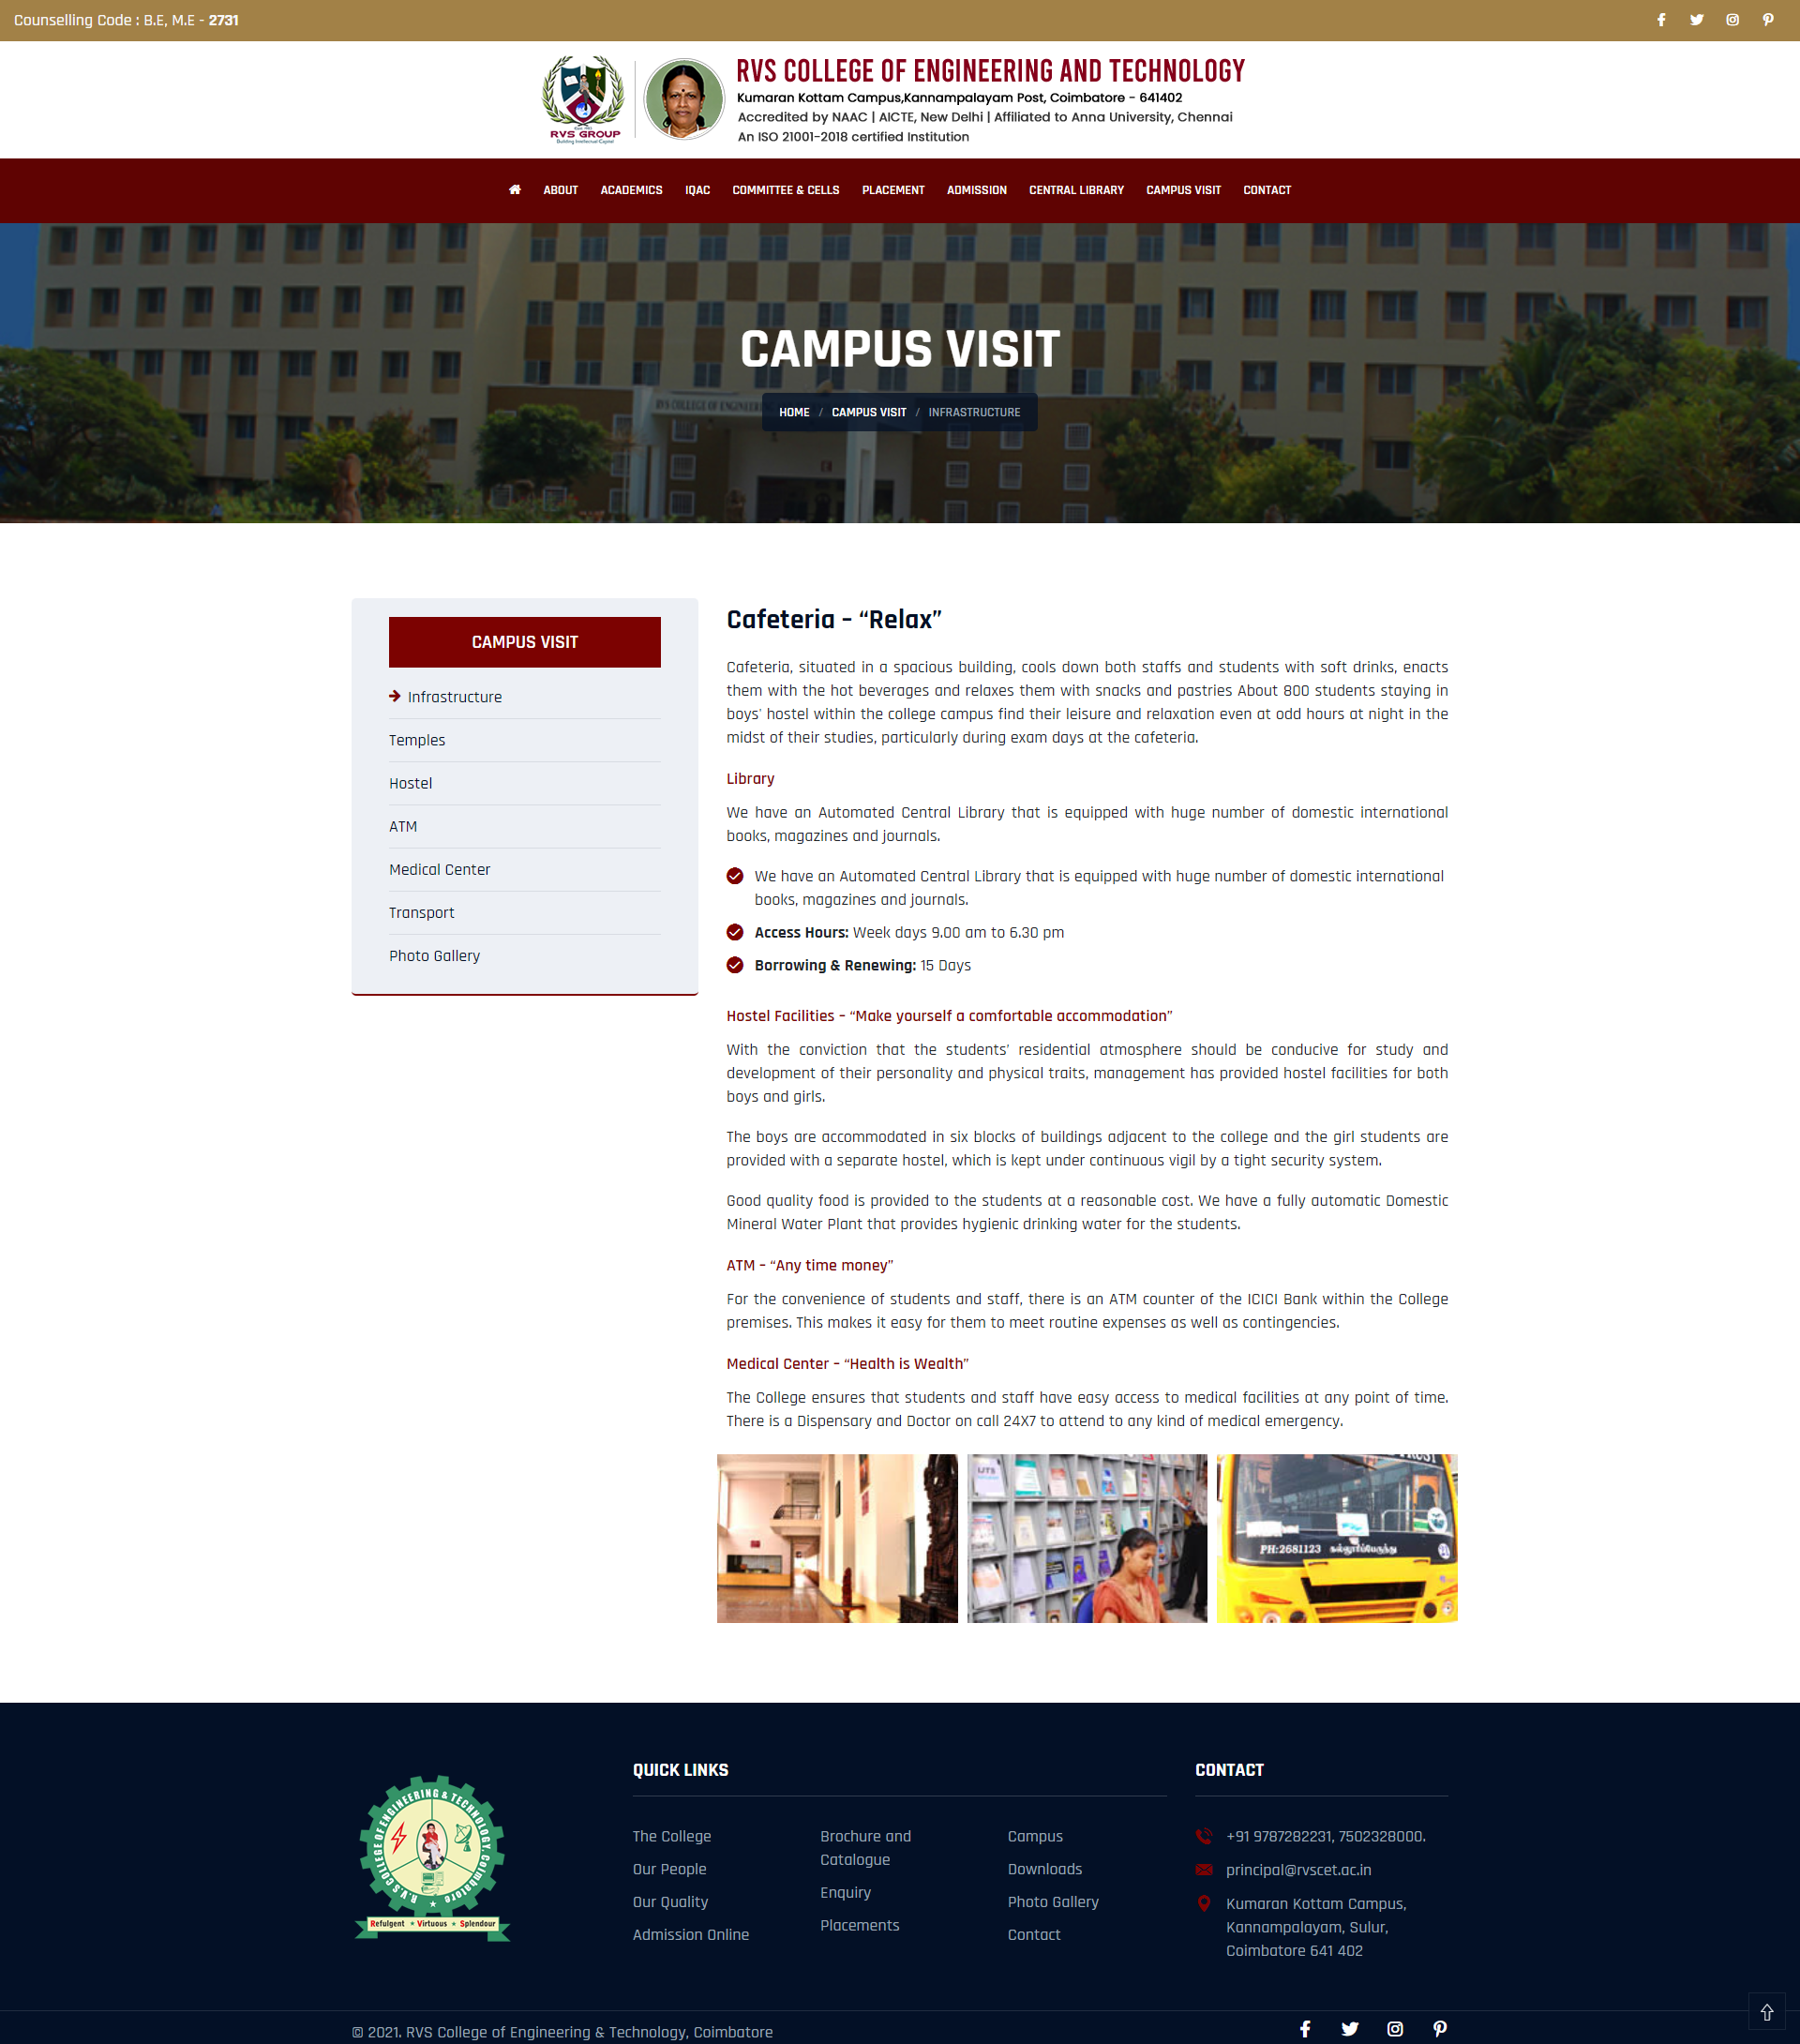 Counselling Code : B.E, M.E - 2731
RVS COLLEGE OF ENGINEERING AND TECHNOLOGY
Kumaran Kottam Campus,Kannampalayam Post, Coimbatore - 641402
Accredited by NAAC | AICTE, New Delhi | Affiliated to Anna University, Chennai
An ISO 21001-2018 certified Institution
RVS GROUP
Building Intellectual Capital
ABOUT ACADEMICS IQAC COMMITTEE & CELLS PLACEMENT ADMISSION CENTRAL LIBRARY CAMPUS VISIT CONTACT
CAMPUS VISIT
RVS COLLEGE OF ENGINEERING
HOME / CAMPUS VISIT / INFRASTRUCTURE
CAMPUS VISIT
Infrastructure
Temples
Hostel
ATM
Medical Center
Transport
Photo Gallery
Cafeteria – “Relax”
Cafeteria, situated in a spacious building, cools down both staffs and students with soft drinks, enacts
them with the hot beverages and relaxes them with snacks and pastries About 800 students staying in
boys' hostel within the college campus find their leisure and relaxation even at odd hours at night in the
midst of their studies, particularly during exam days at the cafeteria.
Library
We have an Automated Central Library that is equipped with huge number of domestic international
books, magazines and journals.
We have an Automated Central Library that is equipped with huge number of domestic international
books, magazines and journals.
Access Hours: Week days 9.00 am to 6.30 pm
Borrowing & Renewing: 15 Days
Hostel Facilities – “Make yourself a comfortable accommodation”
With the conviction that the students' residential atmosphere should be conducive for study and
development of their personality and physical traits, management has provided hostel facilities for both
boys and girls.
The boys are accommodated in six blocks of buildings adjacent to the college and the girl students are
provided with a separate hostel, which is kept under continuous vigil by a tight security system.
Good quality food is provided to the students at a reasonable cost. We have a fully automatic Domestic
Mineral Water Plant that provides hygienic drinking water for the students.
ATM – “Any time money”
For the convenience of students and staff, there is an ATM counter of the ICICI Bank within the College
premises. This makes it easy for them to meet routine expenses as well as contingencies.
Medical Center – “Health is Wealth”
The College ensures that students and staff have easy access to medical facilities at any point of time.
There is a Dispensary and Doctor on call 24X7 to attend to any kind of medical emergency.
PH:2681123 கல்லூரிப்பேருந்து
R.V.S. COLLEGE OF ENGINEERING & TECHNOLOGY, Coimbatore
Refulgent ★ Virtuous ★ Splendour
QUICK LINKS
The College
Our People
Our Quality
Admission Online
Brochure and
Catalogue
Enquiry
Placements
Campus
Downloads
Photo Gallery
Contact
CONTACT
+91 9787282231, 7502328000.
principal@rvscet.ac.in
Kumaran Kottam Campus,
Kannampalayam, Sulur,
Coimbatore 641 402
© 2021. RVS College of Engineering & Technology, Coimbatore